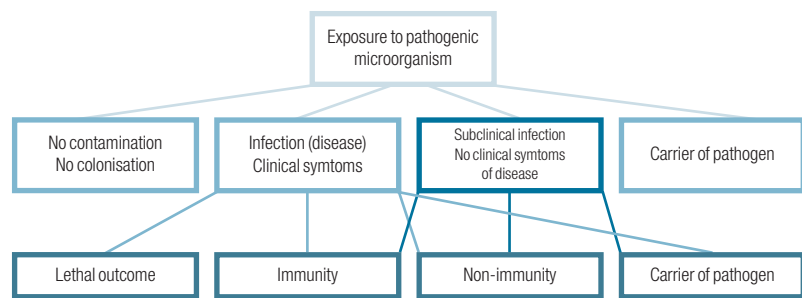 Exposure to pathogenic
microorganism
No contamination
No colonisation
Infection (disease)
Clinical symtoms
Subclinical infection
No clinical symtoms
of disease
Carrier of pathogen
Lethal outcome
Immunity
Non-immunity
Carrier of pathogen